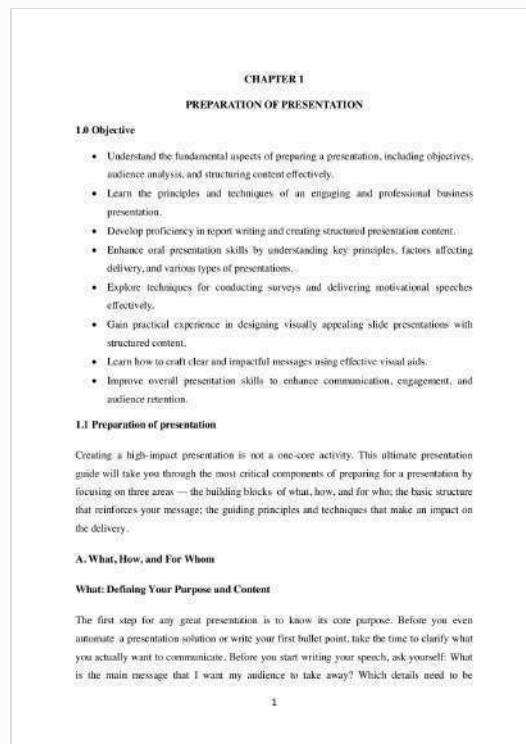 CHAPTER 1
PREPARATION OF PRESENTATION
1.0 Objective
• Understand the fundamental aspects of preparing a presentation, including objectives,
audience analysis, and structuring content effectively.
• Learn the principles and techniques of an engaging and professional business
presentation.
• Develop proficiency in report writing and creating structured presentation content.
• Enhance oral presentation skills by understanding key principles, factors affecting
delivery, and various types of presentations.
• Explore techniques for conducting surveys and delivering motivational speeches
effectively.
• Gain practical experience in designing visually appealing slide presentations with
structured content.
• Learn how to craft clear and impactful messages using effective visual aids.
• Improve overall presentation skills to enhance communication, engagement, and
audience retention.
1.1 Preparation of presentation
Creating a high-impact presentation is not a one-core activity. This ultimate presentation
guide will take you through the most critical components of preparing for a presentation by
focusing on three areas — the building blocks of what, how, and for who; the basic structure
that reinforces your message; the guiding principles and techniques that make an impact on
the delivery.
A. What, How, and For Whom
What: Defining Your Purpose and Content
The first step for any great presentation is to know its core purpose. Before you even
automate a presentation solution or write your first bullet point, take the time to clarify what
you actually want to communicate. Before you start writing your speech, ask yourself: What
is the main message that I want my audience to take away? Which details need to be
1